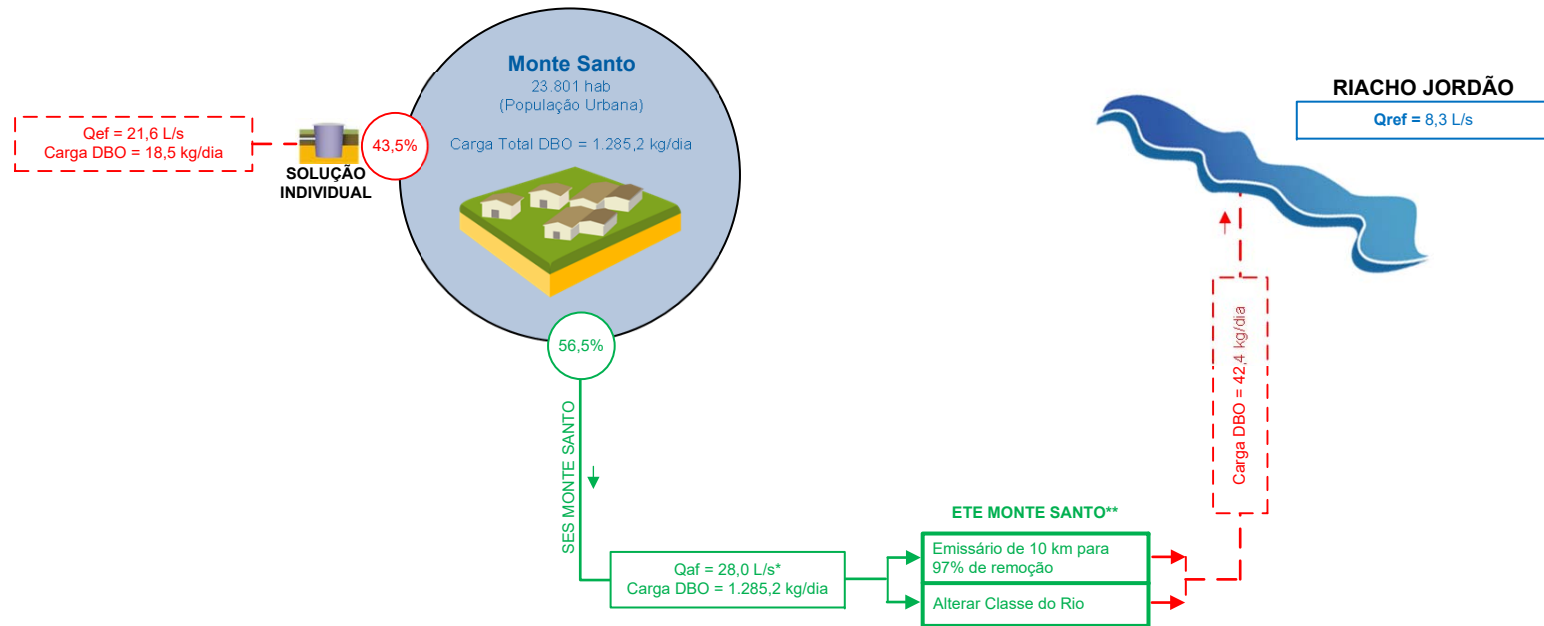 Monte Santo
23.801 hab
(População Urbana)
Carga Total DBO = 1.285,2 kg/dia
Qef = 21,6 L/s
Carga DBO = 18,5 kg/dia
SOLUÇÃO
INDIVIDUAL
43,5%
RIACHO JORDÃO
Qref = 8,3 L/s
56,5%
SES MONTE SANTO
Qaf = 28,0 L/s*
Carga DBO = 1.285,2 kg/dia
ETE MONTE SANTO**
Emissário de 10 km para
97% de remoção
Alterar Classe do Rio
Carga DBO = 42,4 kg/dia